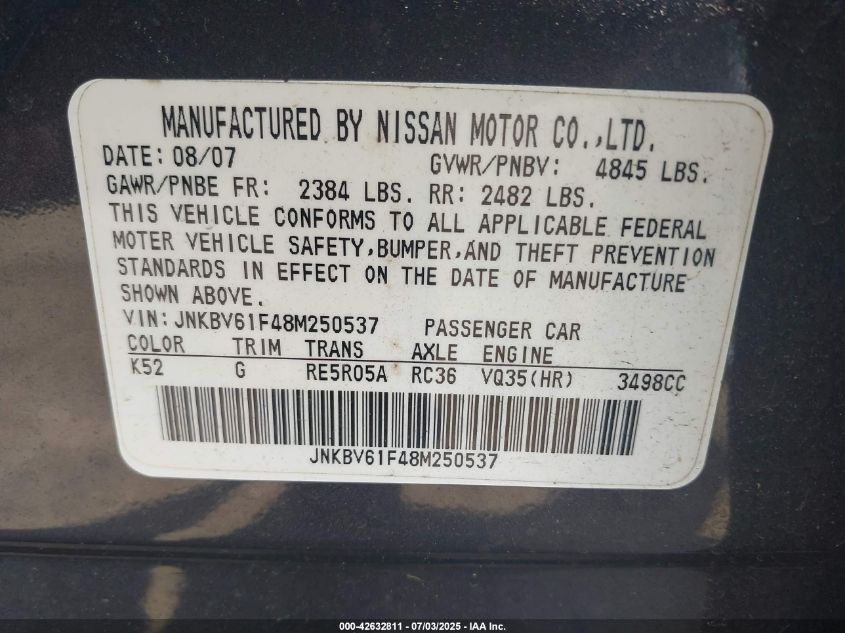 MANUFACTURED BY NISSAN MOTOR CO.,LTD.
DATE: 08/07 GVWR/PNBV: 4845 LBS.
GAWR/PNBE FR: 2384 LBS. RR: 2482 LBS.
THIS VEHICLE CONFORMS TO ALL APPLICABLE FEDERAL
MOTER VEHICLE SAFETY,BUMPER,AND THEFT PREVENTION
STANDARDS IN EFFECT ON THE DATE OF MANUFACTURE
SHOWN ABOVE.
VIN: JNKBV61F48M250537 PASSENGER CAR
COLOR TRIM TRANS AXLE ENGINE
K52 G RE5R05A RC36 VQ35(HR) 3498CC
JNKBV61F48M250537
000-42632811 - 07/03/2025 - IAA Inc.